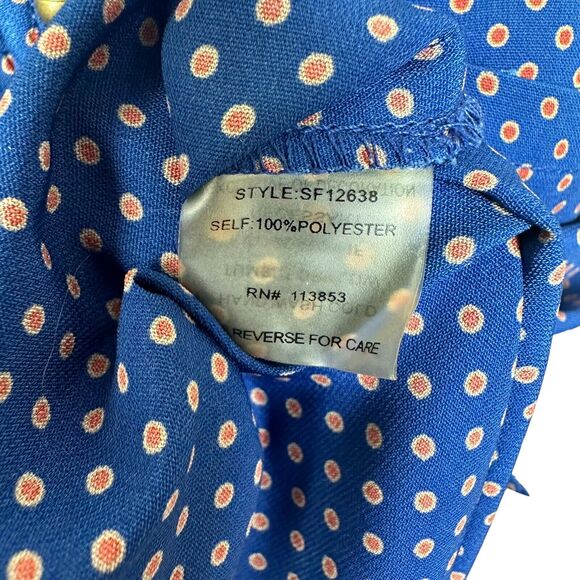 STYLE:SF12638
SELF:100%POLYESTER
RN# 113853
REVERSE FOR CARE